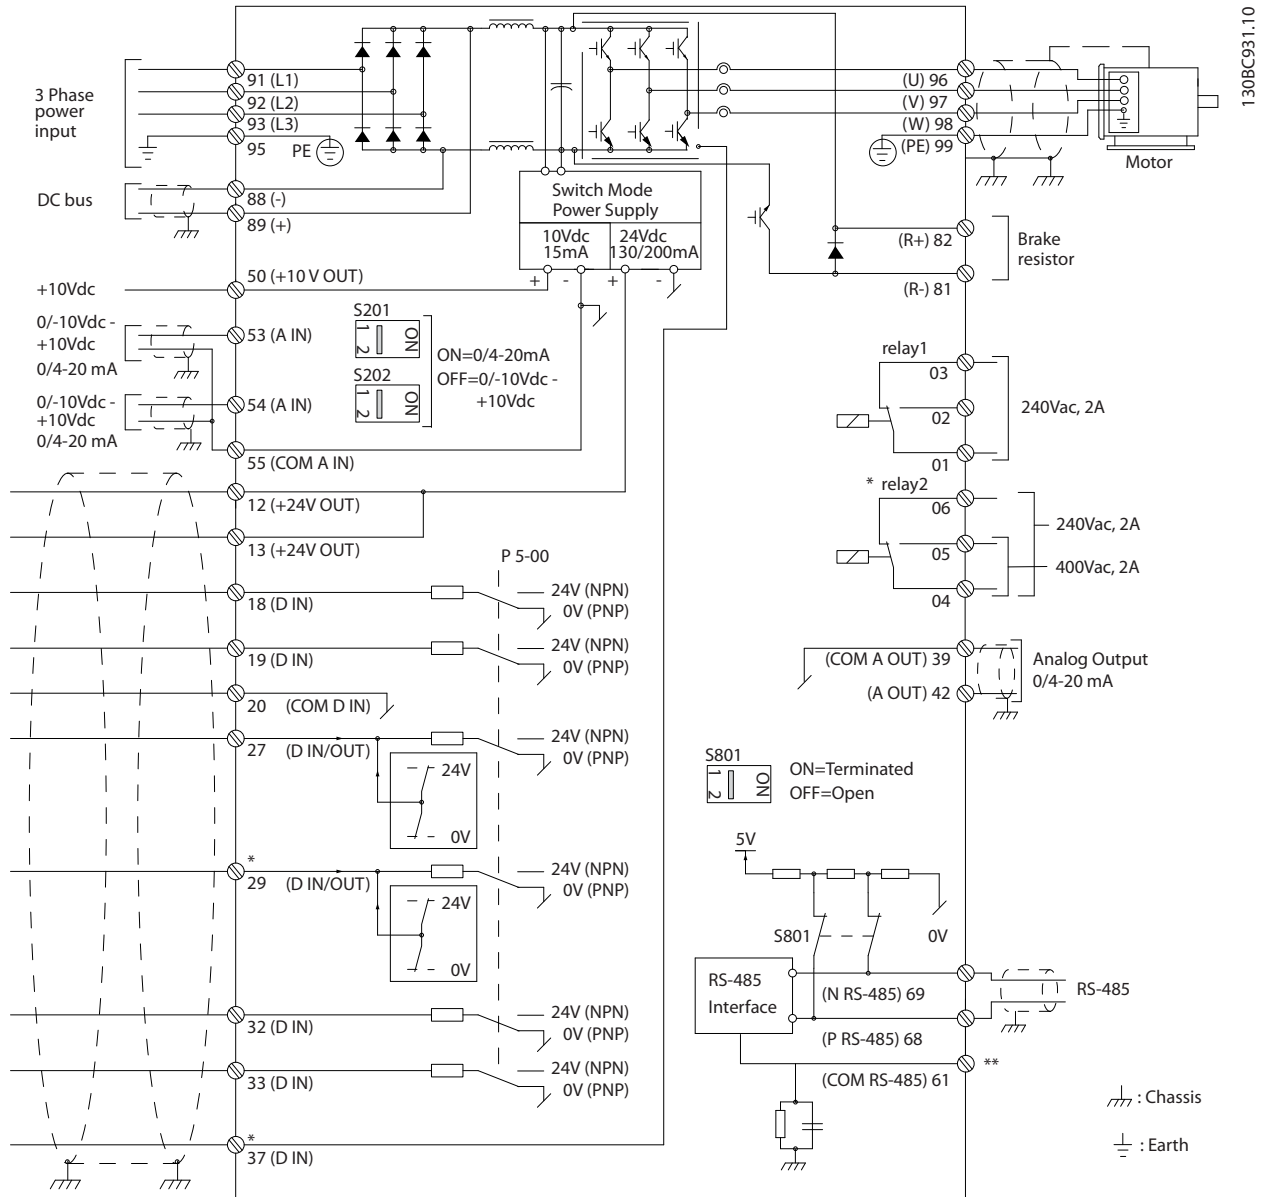 130BC931.10
3 Phase
power
input
91 (L1)
92 (L2)
93 (L3)
95
PE
DC bus
88 (-)
89 (+)
+10Vdc
50 (+10 V OUT)
0/-10Vdc -
+10Vdc
0/4-20 mA
53 (A IN)
0/-10Vdc -
+10Vdc
0/4-20 mA
54 (A IN)
55 (COM A IN)
12 (+24V OUT)
13 (+24V OUT)
18 (D IN)
19 (D IN)
20 (COM D IN)
27 (D IN/OUT)
24V
0V
*
29 (D IN/OUT)
24V
0V
32 (D IN)
33 (D IN)
*
37 (D IN)
Switch Mode
Power Supply
10Vdc
15mA
24Vdc
130/200mA
+ - + -
S201
1
2
ON
S202
1
2
ON
ON=0/4-20mA
OFF=0/-10Vdc -
+10Vdc
P 5-00
24V (NPN)
0V (PNP)
24V (NPN)
0V (PNP)
24V (NPN)
0V (PNP)
24V (NPN)
0V (PNP)
24V (NPN)
0V (PNP)
24V (NPN)
0V (PNP)
(U) 96
(V) 97
(W) 98
(PE) 99
Motor
(R+) 82
(R-) 81
Brake
resistor
relay1
03
02
01
240Vac, 2A
* relay2
06
05
04
240Vac, 2A
400Vac, 2A
(COM A OUT) 39
(A OUT) 42
Analog Output
0/4-20 mA
S801
1
2
ON
ON=Terminated
OFF=Open
5V
S801
0V
RS-485
Interface
(N RS-485) 69
(P RS-485) 68
(COM RS-485) 61
RS-485
**
: Chassis
: Earth